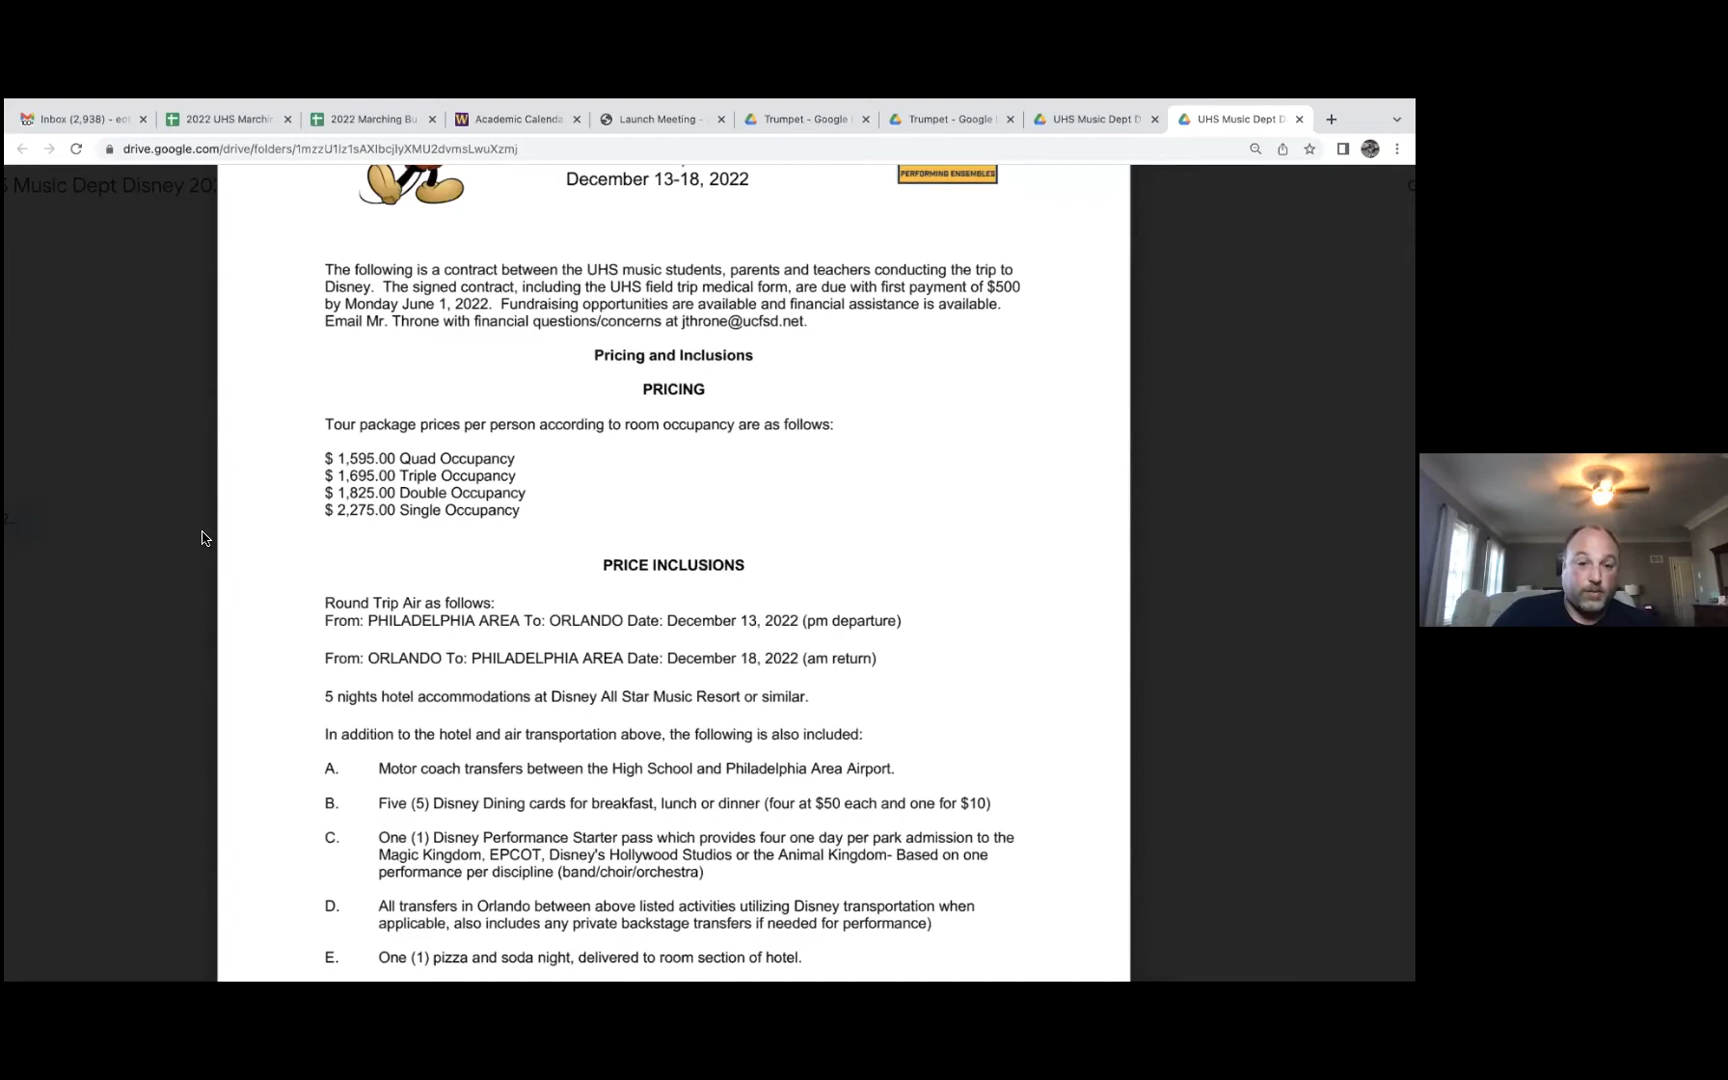 Inbox (2,938) - eo
2022 UHS Marchi
2022 Marching Bu
Academic Calenda
Launch Meeting -
Trumpet - Google
Trumpet - Google
UHS Music Dept D
UHS Music Dept D
drive.google.com/drive/folders/
Music Dept Disney 20
December 13-18, 2022
PERFORMING ENSEMBLES
The following is a contract between the UHS music students, parents and teachers conducting the trip to
Disney. The signed contract, including the UHS field trip medical form, are due with first payment of $500
by Monday June 1, 2022. Fundraising opportunities are available and financial assistance is available.
Email Mr. Throne with financial questions/concerns at jthrone@ucfsd.net.
Pricing and Inclusions
PRICING
Tour package prices per person according to room occupancy are as follows:
$ 1,595.00 Quad Occupancy
$ 1,695.00 Triple Occupancy
$ 1,825.00 Double Occupancy
$ 2,275.00 Single Occupancy
PRICE INCLUSIONS
Round Trip Air as follows:
From: PHILADELPHIA AREA To: ORLANDO Date: December 13, 2022 (pm departure)
From: ORLANDO To: PHILADELPHIA AREA Date: December 18, 2022 (am return)
5 nights hotel accommodations at Disney All Star Music Resort or similar.
In addition to the hotel and air transportation above, the following is also included:
A. Motor coach transfers between the High School and Philadelphia Area Airport.
B. Five (5) Disney Dining cards for breakfast, lunch or dinner (four at $50 each and one for $10)
C. One (1) Disney Performance Starter pass which provides four one day per park admission to the
Magic Kingdom, EPCOT, Disney's Hollywood Studios or the Animal Kingdom- Based on one
performance per discipline (band/choir/orchestra)
D. All transfers in Orlando between above listed activities utilizing Disney transportation when
applicable, also includes any private backstage transfers if needed for performance)
E. One (1) pizza and soda night, delivered to room section of hotel.